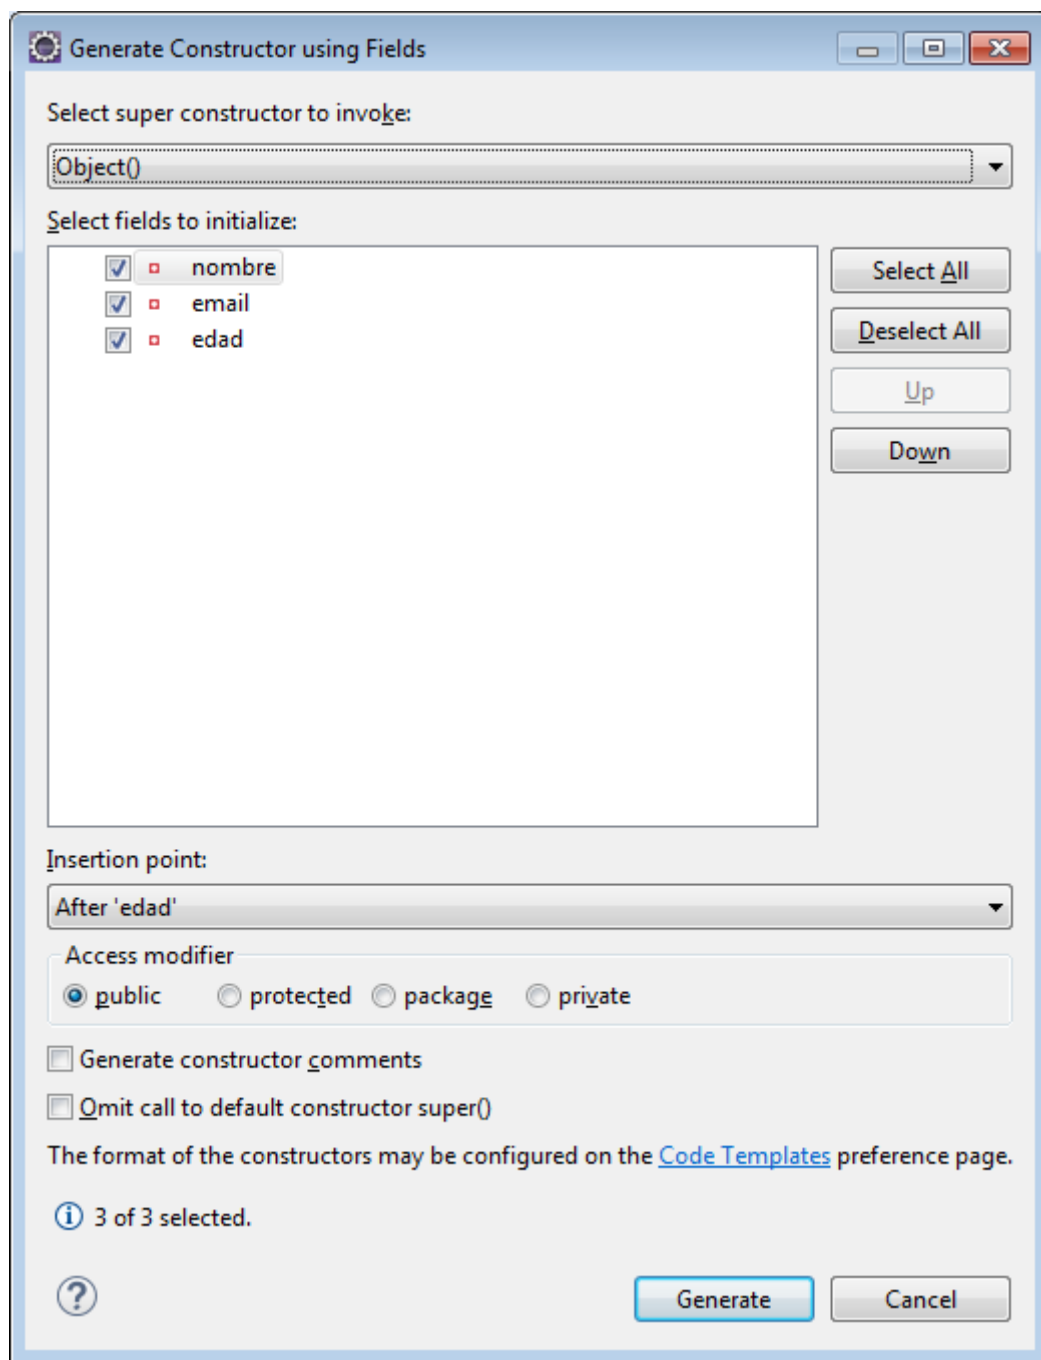 Generate Constructor using Fields
Select super constructor to invoke:
Object()
Select fields to initialize:
nombre
email
edad
Select All
Deselect All
Up
Down
Insertion point:
After 'edad'
Access modifier
public protected package private
Generate constructor comments
Omit call to default constructor super()
The format of the constructors may be configured on the Code Templates preference page.
3 of 3 selected.
Generate Cancel